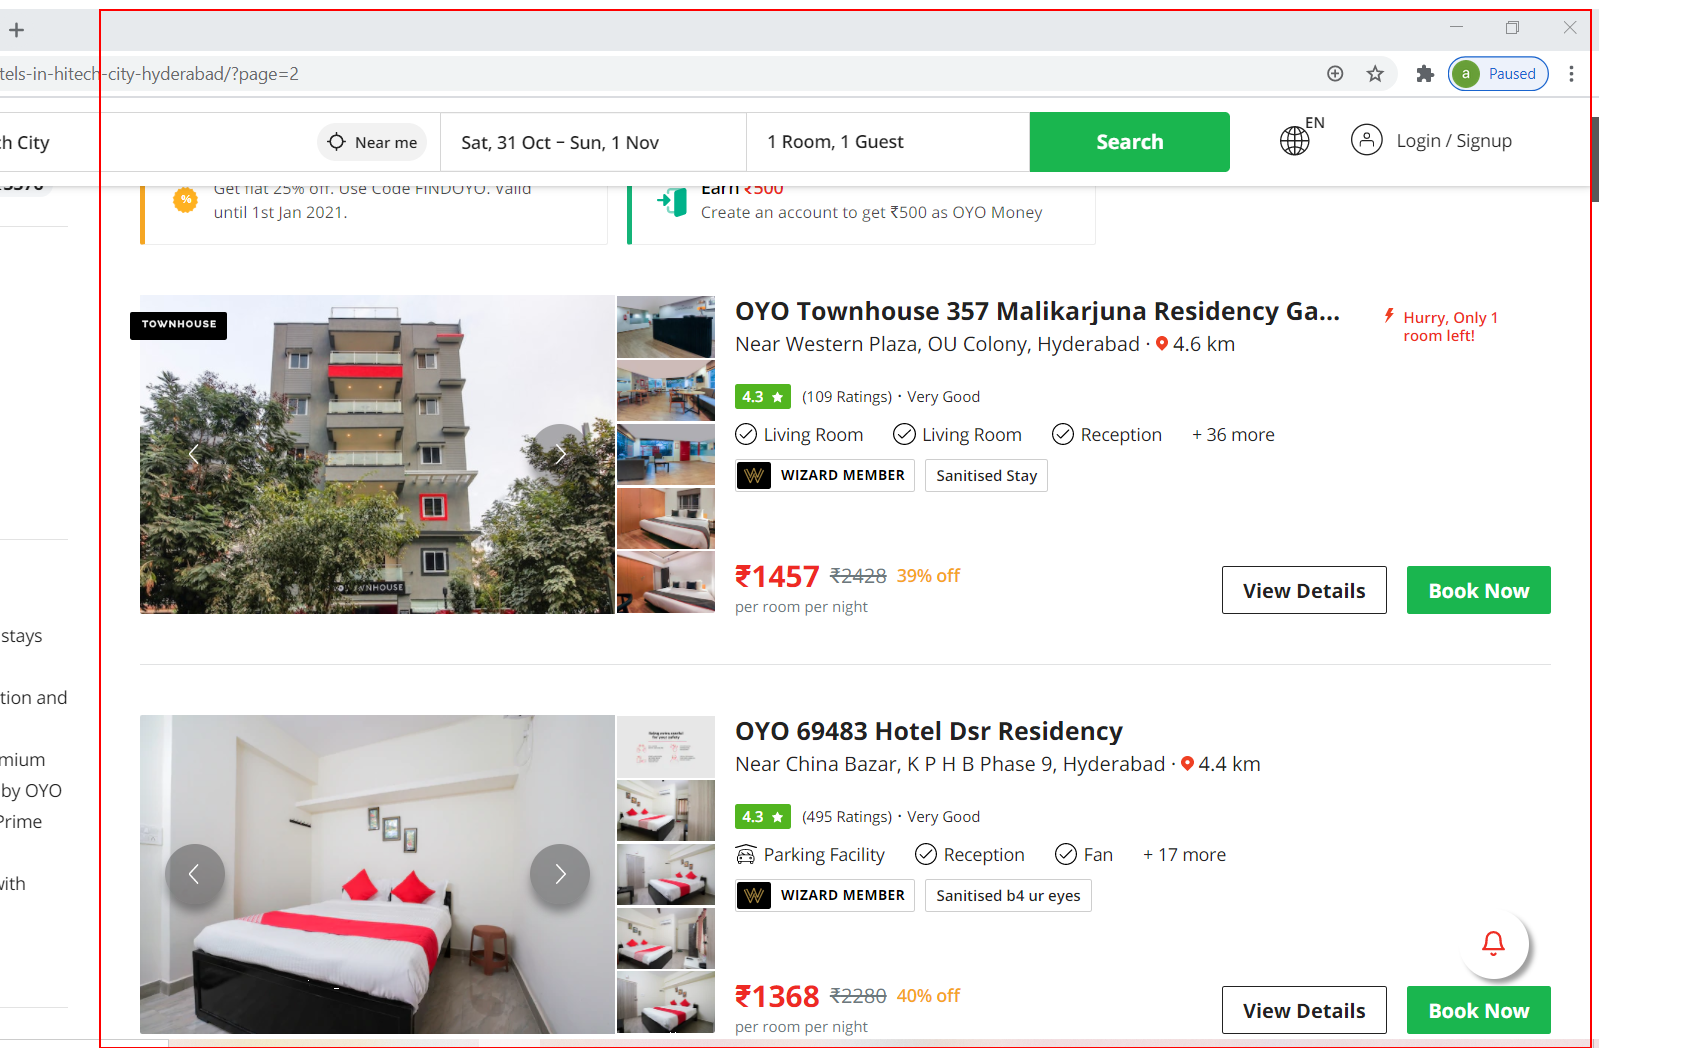 tels-in-hitech-city-hyderabad/?page=2
a
Paused
h City
Near me
Sat, 31 Oct – Sun, 1 Nov
1 Room, 1 Guest
Search
EN
Login / Signup
Get flat 25% off. Use Code FINDOYO. Valid
until 1st Jan 2021.
%
Earn ₹500
Create an account to get ₹500 as OYO Money
TOWNHOUSE
OYO Townhouse 357 Malikarjuna Residency Ga...
Hurry, Only 1
room left!
Near Western Plaza, OU Colony, Hyderabad · 4.6 km
4.3 ★ (109 Ratings) · Very Good
Living Room
Living Room
Reception
+ 36 more
W WIZARD MEMBER
Sanitised Stay
₹1457 ₹2428 39% off
per room per night
View Details
Book Now
stays
tion and
mium
by OYO
Prime
with
OYO 69483 Hotel Dsr Residency
Near China Bazar, K P H B Phase 9, Hyderabad · 4.4 km
4.3 ★ (495 Ratings) · Very Good
Parking Facility
Reception
Fan
+ 17 more
W WIZARD MEMBER
Sanitised b4 ur eyes
₹1368 ₹2280 40% off
per room per night
View Details
Book Now